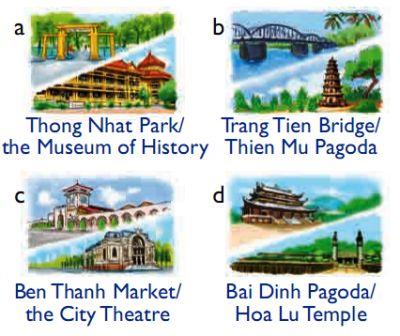 a
Thong Nhat Park/
the Museum of History
b
Trang Tien Bridge/
Thien Mu Pagoda
c
Ben Thanh Market/
the City Theatre
d
Bai Dinh Pagoda/
Hoa Lu Temple